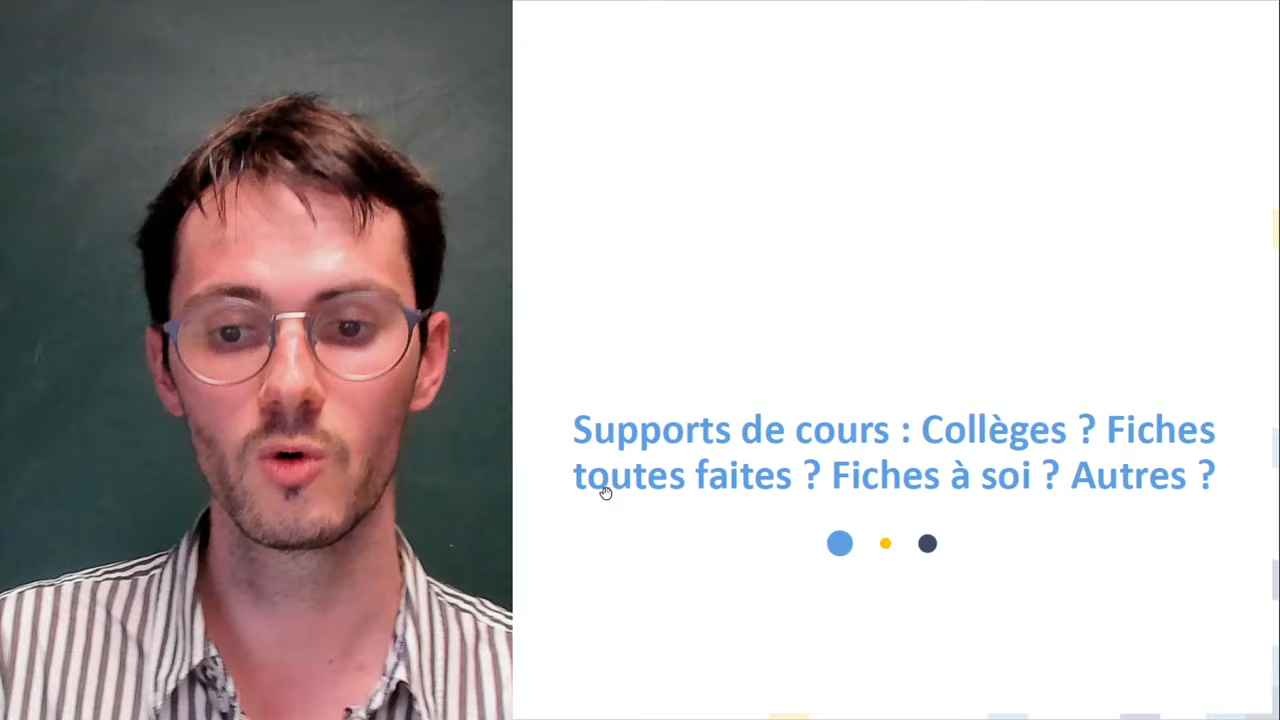 Supports de cours : Collèges ? Fiches
toutes faites ? Fiches à soi ? Autres ?